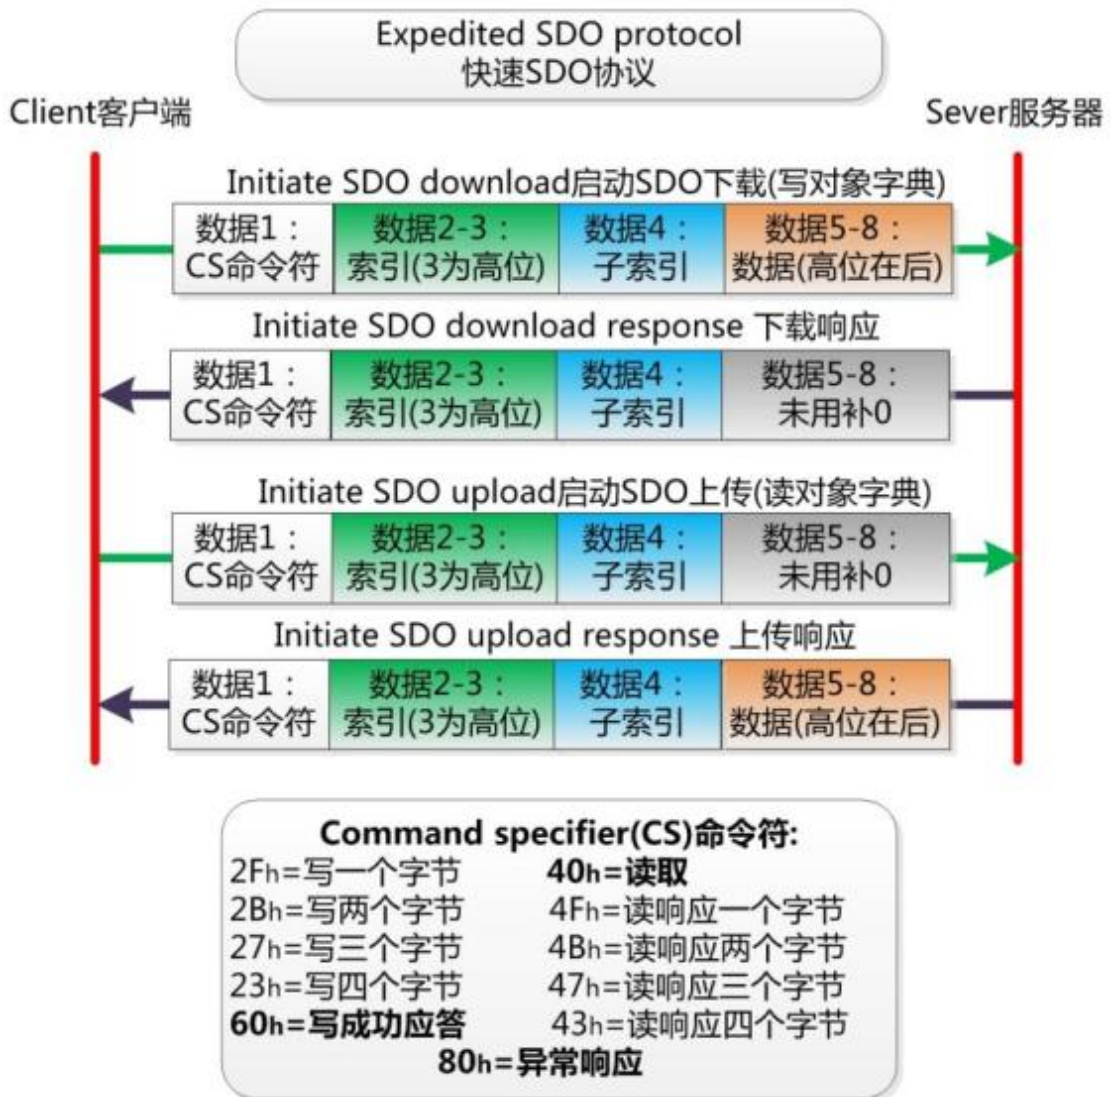 Expedited SDO protocol
快速SDO协议
Client客户端
Sever服务器
Initiate SDO download启动SDO下载(写对象字典)
数据1：
CS命令符
数据2-3：
索引(3为高位)
数据4：
子索引
数据5-8：
数据(高位在后)
Initiate SDO download response 下载响应
数据1：
CS命令符
数据2-3：
索引(3为高位)
数据4：
子索引
数据5-8：
未用补0
Initiate SDO upload启动SDO上传(读对象字典)
数据1：
CS命令符
数据2-3：
索引(3为高位)
数据4：
子索引
数据5-8：
未用补0
Initiate SDO upload response 上传响应
数据1：
CS命令符
数据2-3：
索引(3为高位)
数据4：
子索引
数据5-8：
数据(高位在后)
Command specifier(CS)命令符:
2Fh=写一个字节
40h=读取
2Bh=写两个字节
4Fh=读响应一个字节
27h=写三个字节
4Bh=读响应两个字节
23h=写四个字节
47h=读响应三个字节
60h=写成功应答
43h=读响应四个字节
80h=异常响应